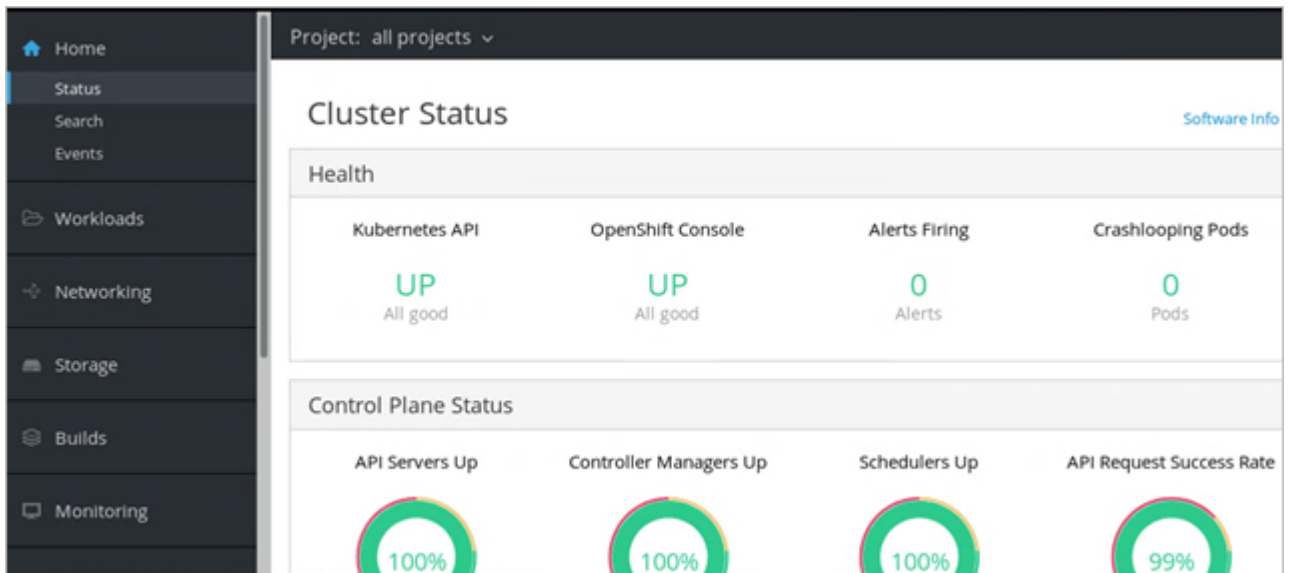 Home
Status
Search
Events
Workloads
Networking
Storage
Builds
Monitoring
Project: all projects
Cluster Status
Software Info
Health
Kubernetes API
OpenShift Console
Alerts Firing
Crashlooping Pods
UP
UP
0
0
All good
All good
Alerts
Pods
Control Plane Status
API Servers Up
Controller Managers Up
Schedulers Up
API Request Success Rate
100%
100%
100%
99%